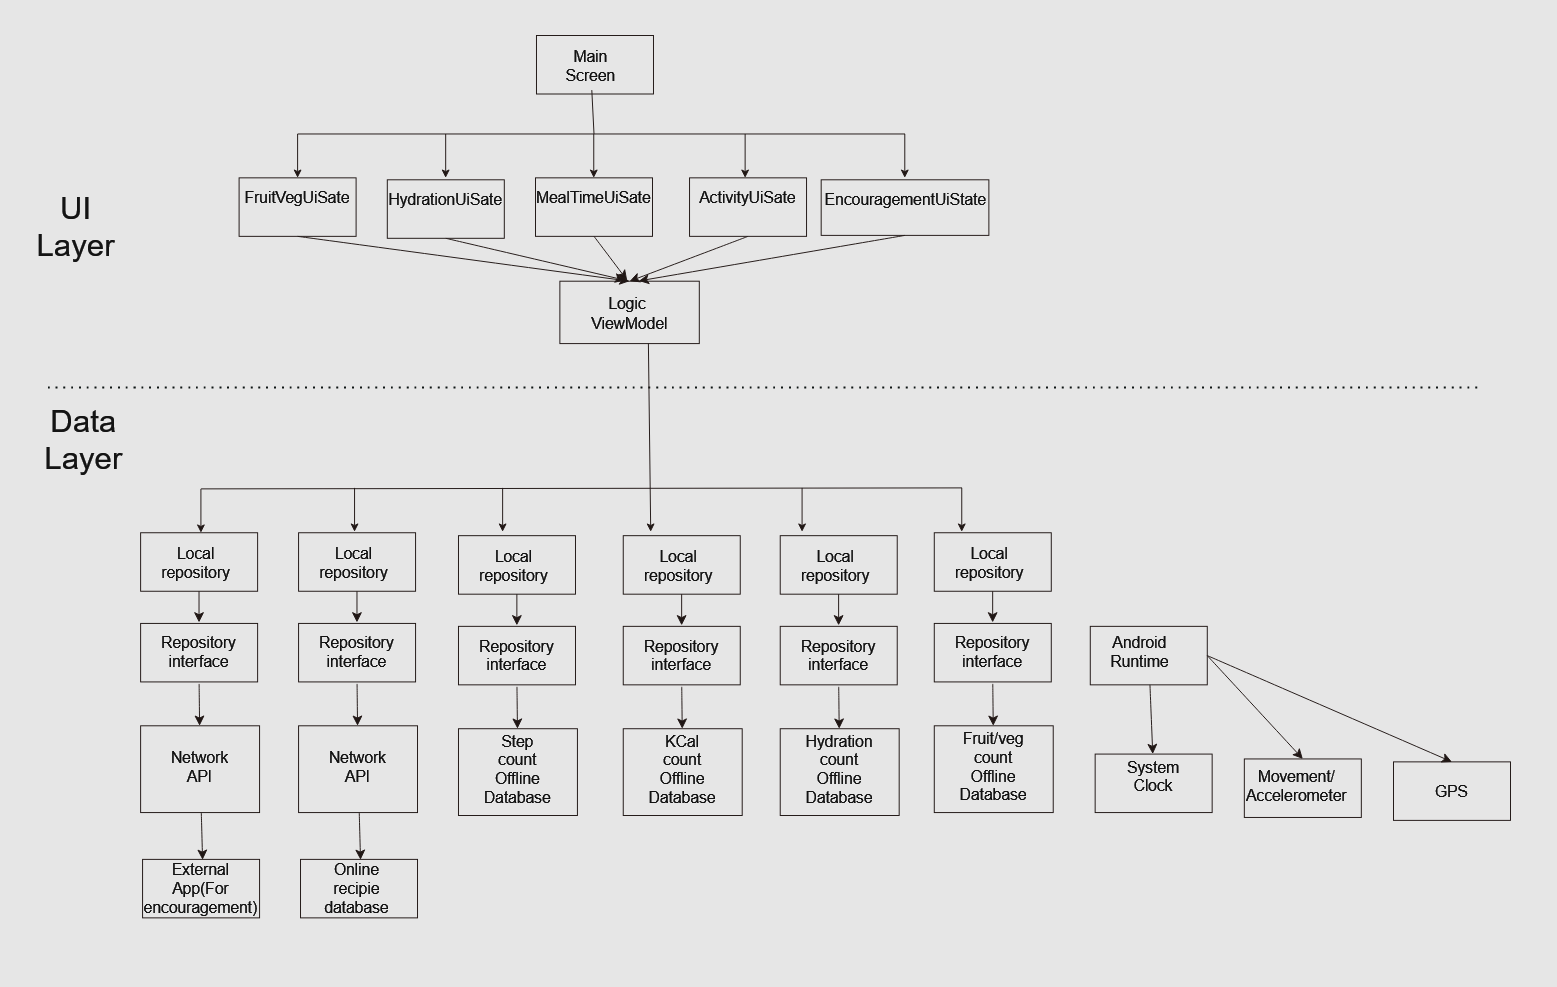 Main
Screen
UI
Layer
FruitVegUiSate
HydrationUiSate
MealTimeUiSate
ActivityUiSate
EncouragementUiState
Logic
ViewModel
Data
Layer
Local
repository
Local
repository
Local
repository
Local
repository
Local
repository
Local
repository
Repository
interface
Repository
interface
Repository
interface
Repository
interface
Repository
interface
Repository
interface
Android
Runtime
Network
API
Network
API
Step
count
Offline
Database
KCal
count
Offline
Database
Hydration
count
Offline
Database
Fruit/veg
count
Offline
Database
System
Clock
Movement/
Accelerometer
GPS
External
App(For
encouragement)
Online
recipie
database